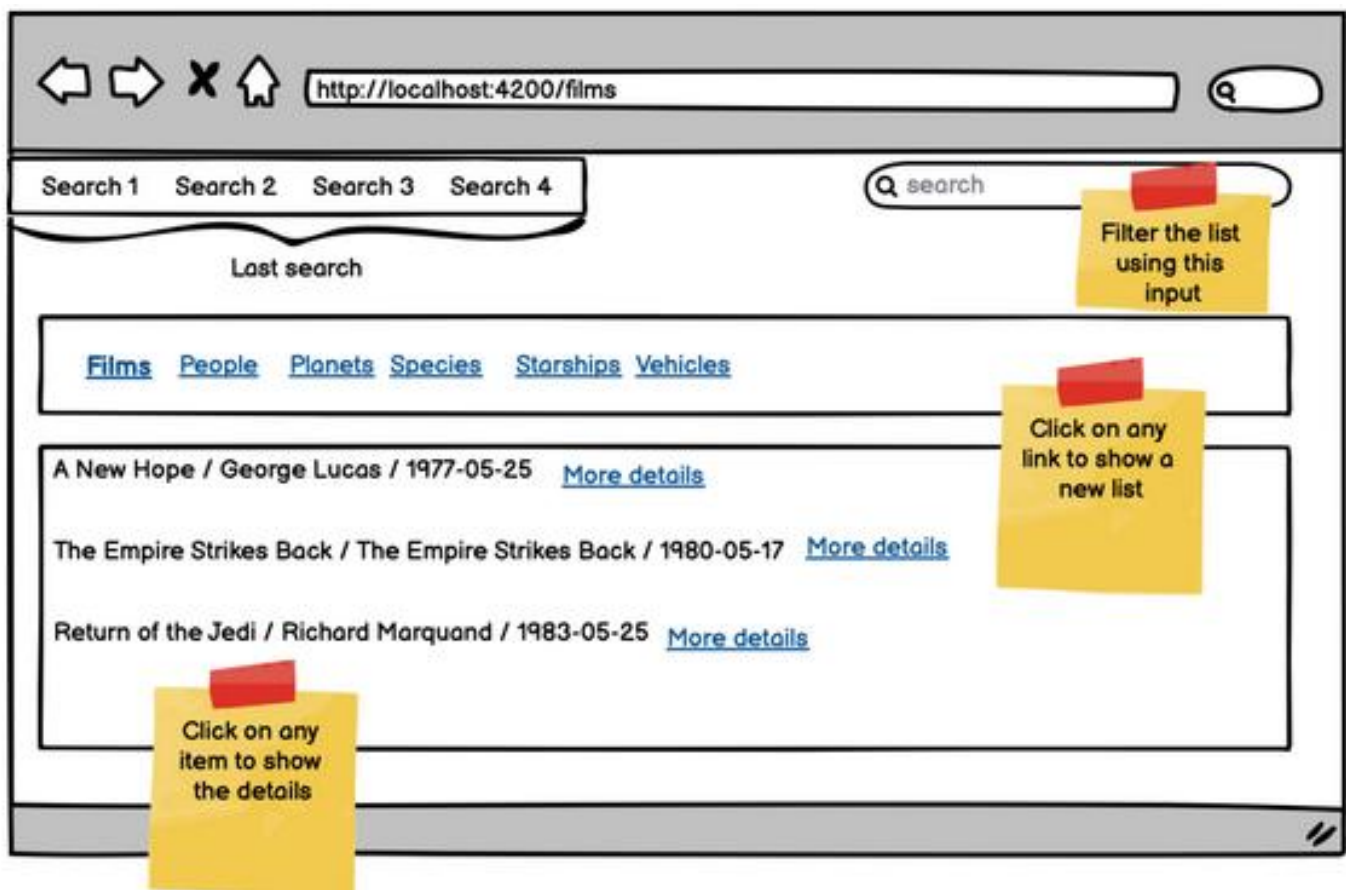 http://localhost:4200/films
Search 1 Search 2 Search 3 Search 4
search
Last search
Filter the list
using this
input
Films People Planets Species Starships Vehicles
Click on any
link to show a
new list
A New Hope / George Lucas / 1977-05-25 More details
The Empire Strikes Back / The Empire Strikes Back / 1980-05-17 More details
Return of the Jedi / Richard Marquand / 1983-05-25 More details
Click on any
item to show
the details